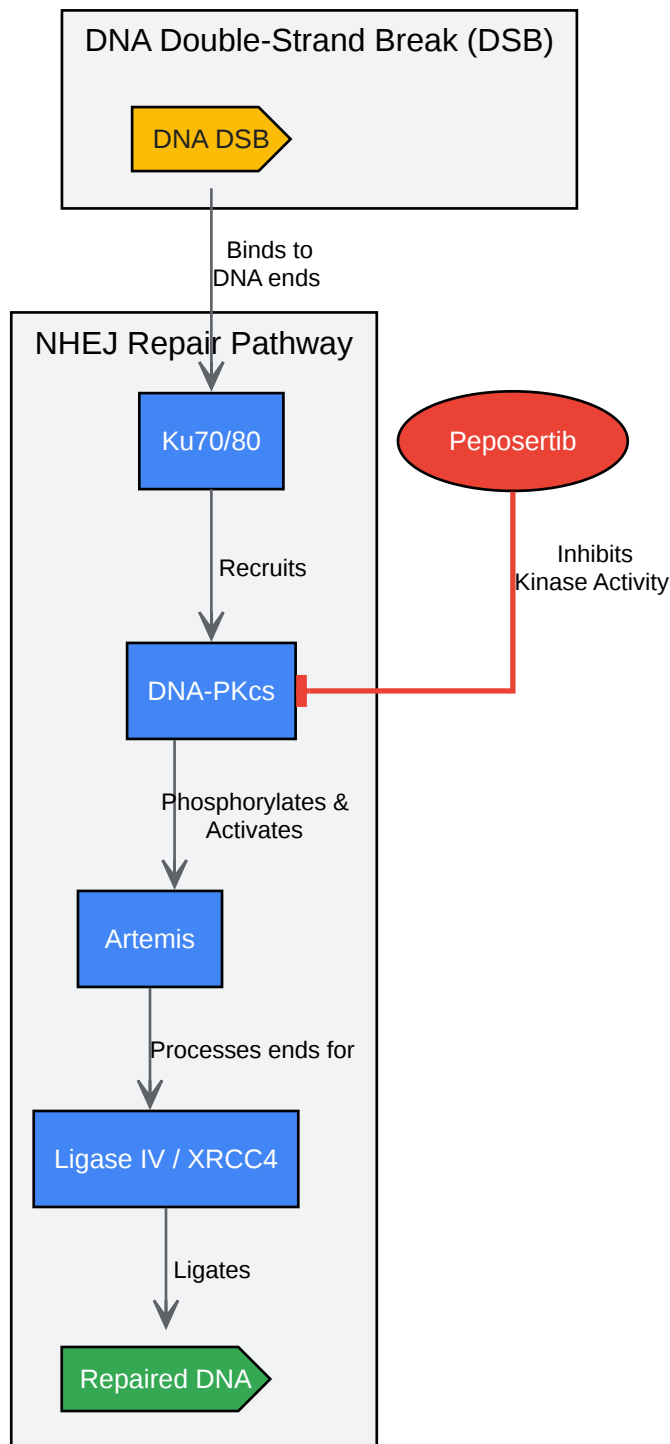 DNA Double-Strand Break (DSB)
DNA DSB
Binds to
DNA ends
NHEJ Repair Pathway
Ku70/80
Peposertib
Recruits
Inhibits
Kinase Activity
DNA-PKcs
Phosphorylates &
Activates
Artemis
Processes ends for
Ligase IV / XRCC4
Ligates
Repaired DNA